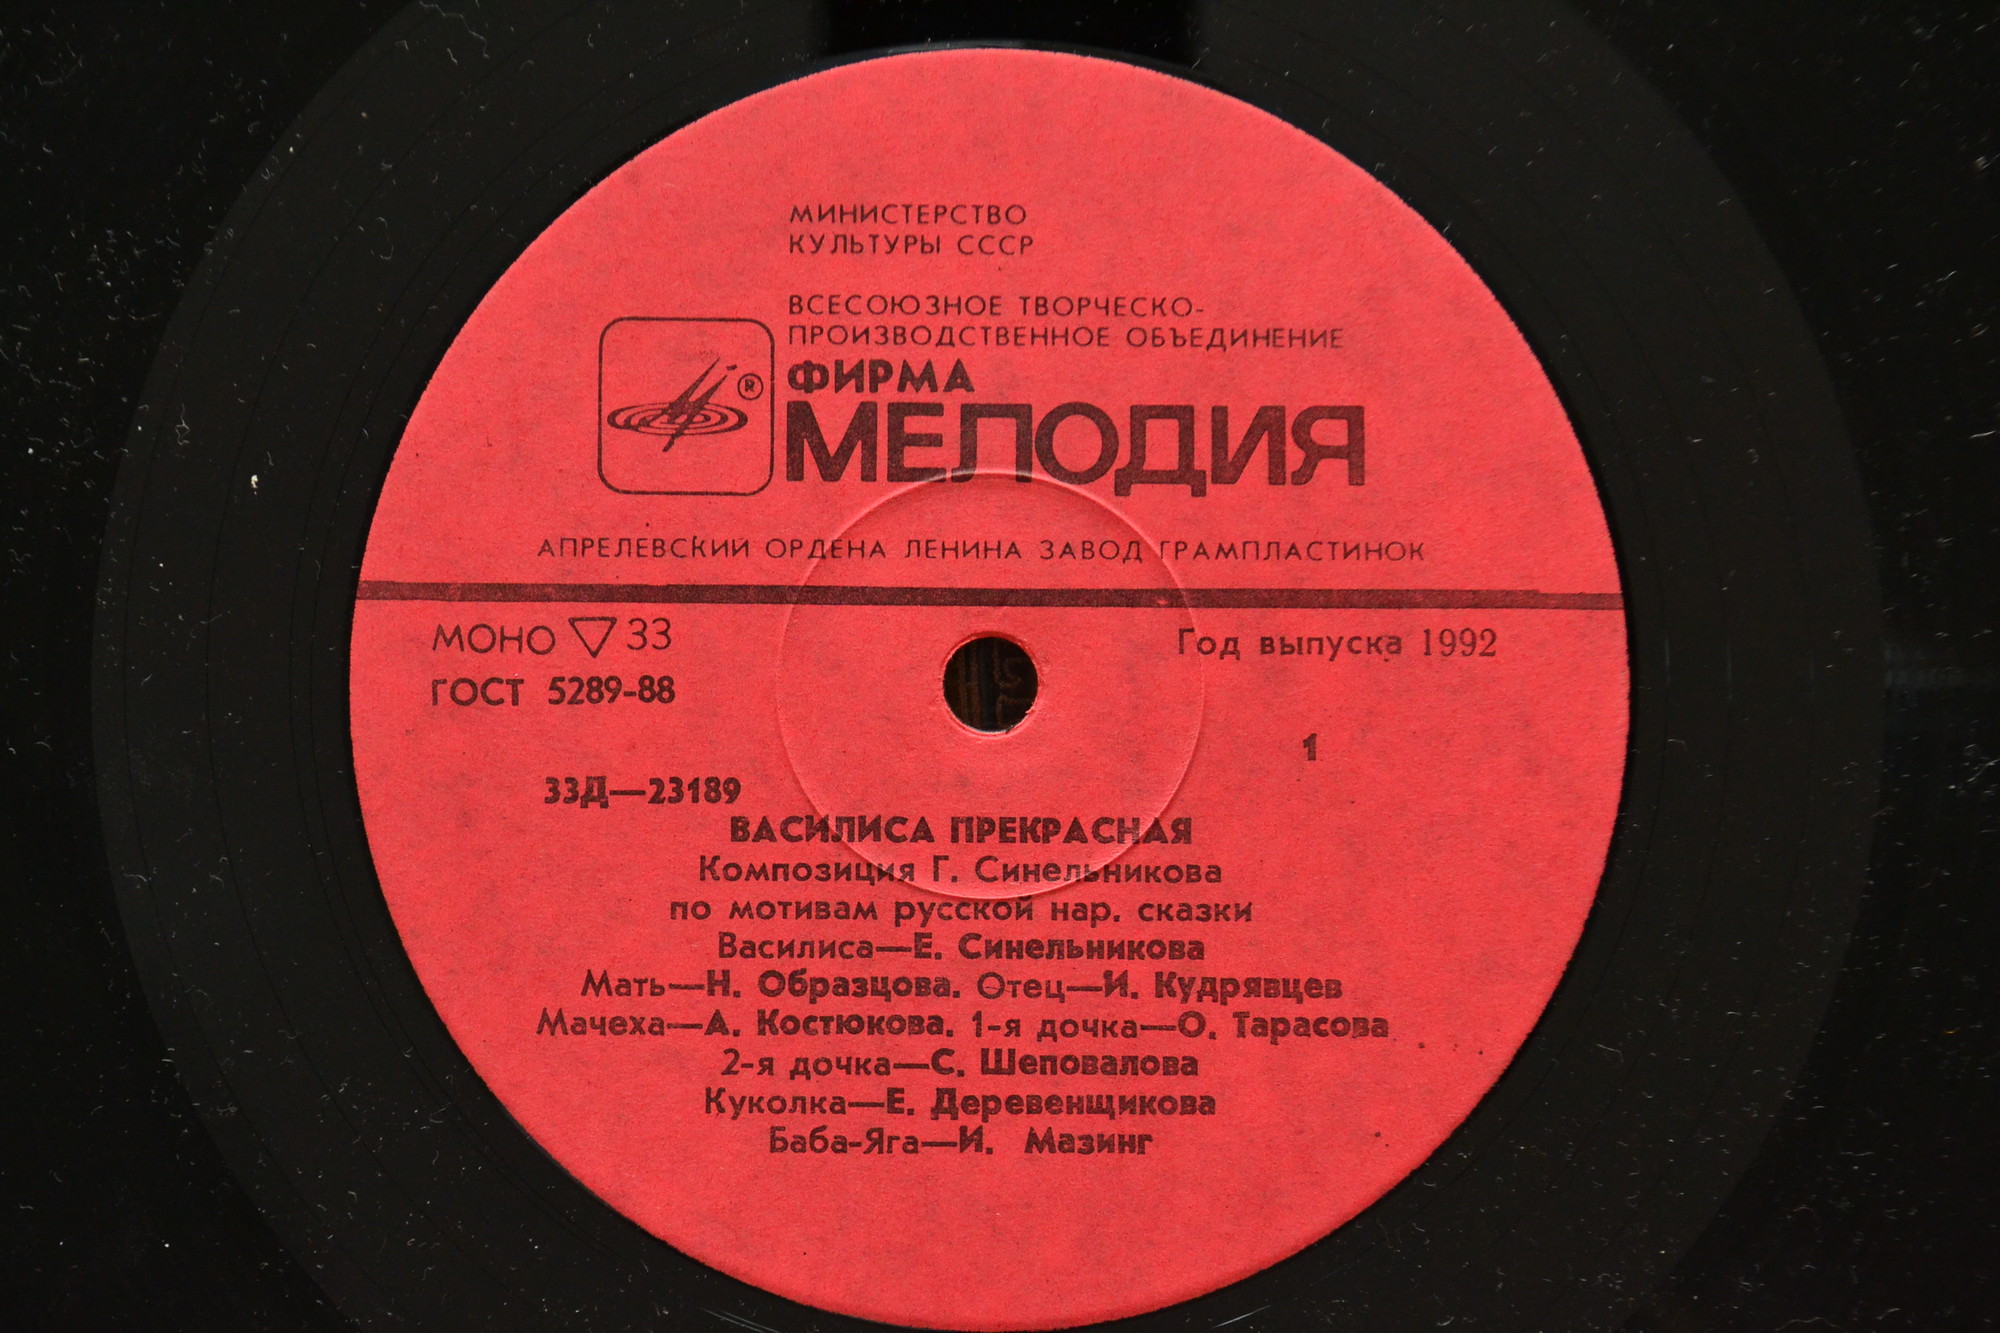 МИНИСТЕРСТВО
КУЛЬТУРЫ СССР
ВСЕСОЮЗНОЕ ТВОРЧЕСКО-
ПРОИЗВОДСТВЕННОЕ ОБЪЕДИНЕНИЕ
ФИРМА
®
МЕЛОДИЯ
АПРЕЛЕВСКИЙ ОРДЕНА ЛЕНИНА ЗАВОД ГРАМПЛАСТИНОК
МОНО ▽ 33
Год выпуска 1992
ГОСТ 5289-88
1
33Д—23189
ВАСИЛИСА ПРЕКРАСНАЯ
Композиция Г. Синельникова
по мотивам русской нар. сказки
Василиса—Е. Синельникова
Мать—Н. Образцова. Отец—И. Кудрявцев
Мачеха—А. Костюкова. 1-я дочка—О. Тарасова
2-я дочка—С. Шеповалова
Куколка—Е. Деревенщикова
Баба-Яга—И. Мазинг